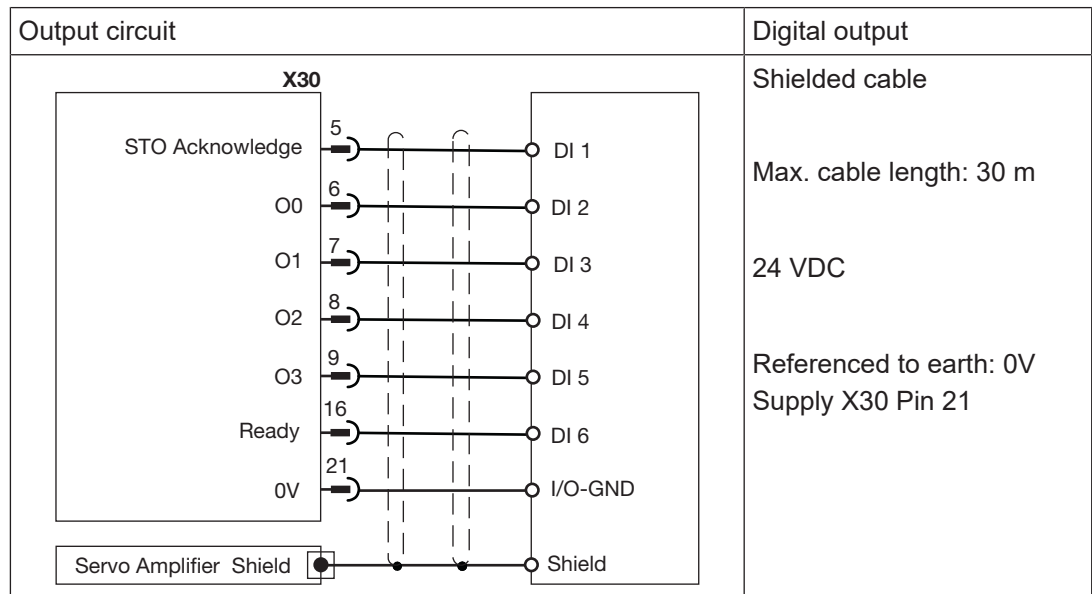 Output circuit
Digital output
X30
STO Acknowledge 5 DI 1
O0 6 DI 2
O1 7 DI 3
O2 8 DI 4
O3 9 DI 5
Ready 16 DI 6
0V 21 I/O-GND
Servo Amplifier Shield Shield
Shielded cable
Max. cable length: 30 m
24 VDC
Referenced to earth: 0V
Supply X30 Pin 21